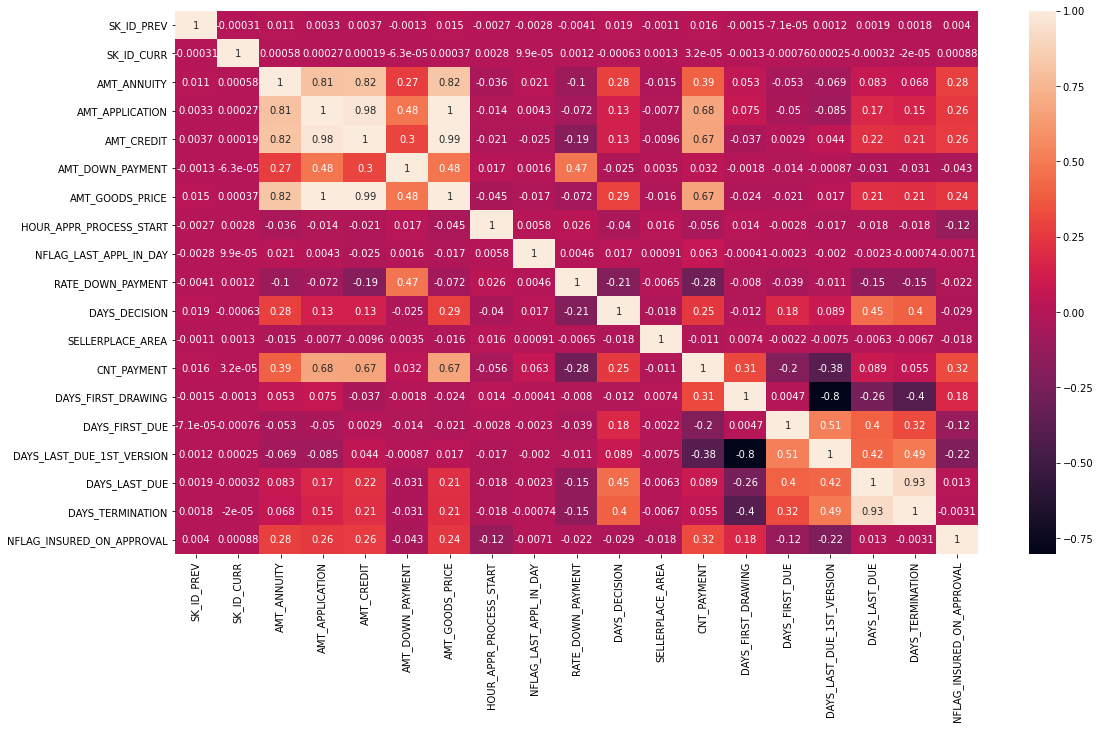 SK_ID_PREV 1 -0.00031 0.011 0.0033 0.0037 -0.0013 0.015 -0.0027 -0.0028 -0.0041 0.019 -0.0011 0.016 -0.0015 -7.1e-05 0.0012 0.0019 0.0018 0.004
SK_ID_CURR -0.00031 1 0.00058 0.00027 0.00019 -6.3e-05 0.00037 0.0028 9.9e-05 0.0012 -0.00063 0.0013 3.2e-05 -0.0013 -0.00076 0.00025 -0.00032 -2e-05 0.00088
AMT_ANNUITY 0.011 0.00058 1 0.81 0.82 0.27 0.82 -0.036 0.021 -0.1 0.28 -0.015 0.39 0.053 -0.053 -0.069 0.083 0.068 0.28
AMT_APPLICATION 0.0033 0.00027 0.81 1 0.98 0.48 1 -0.014 0.0043 -0.072 0.13 -0.0077 0.68 0.075 -0.05 -0.085 0.17 0.15 0.26
AMT_CREDIT 0.0037 0.00019 0.82 0.98 1 0.3 0.99 -0.021 -0.025 -0.19 0.13 -0.0096 0.67 -0.037 0.0029 0.044 0.22 0.21 0.26
AMT_DOWN_PAYMENT -0.0013 -6.3e-05 0.27 0.48 0.3 1 0.48 0.017 0.0016 0.47 -0.025 0.0035 0.032 -0.0018 -0.014 -0.00087 -0.031 -0.031 -0.043
AMT_GOODS_PRICE 0.015 0.00037 0.82 1 0.99 0.48 1 -0.045 -0.017 -0.072 0.29 -0.016 0.67 -0.024 -0.021 0.017 0.21 0.21 0.24
HOUR_APPR_PROCESS_START -0.0027 0.0028 -0.036 -0.014 -0.021 0.017 -0.045 1 0.0058 0.026 -0.04 0.016 -0.056 0.014 -0.0028 -0.017 -0.018 -0.018 -0.12
NFLAG_LAST_APPL_IN_DAY -0.0028 9.9e-05 0.021 0.0043 -0.025 0.0016 -0.017 0.0058 1 0.0046 0.017 0.00091 0.063 -0.00041 -0.0023 -0.002 -0.0023 -0.00074 -0.0071
RATE_DOWN_PAYMENT -0.0041 0.0012 -0.1 -0.072 -0.19 0.47 -0.072 0.026 0.0046 1 -0.21 -0.0065 -0.28 -0.008 -0.039 -0.011 -0.15 -0.15 -0.022
DAYS_DECISION 0.019 -0.00063 0.28 0.13 0.13 -0.025 0.29 -0.04 0.017 -0.21 1 -0.018 0.25 -0.012 0.18 0.089 0.45 0.4 -0.029
SELLERPLACE_AREA -0.0011 0.0013 -0.015 -0.0077 -0.0096 0.0035 -0.016 0.016 0.00091 -0.0065 -0.018 1 -0.011 0.0074 -0.0022 -0.0075 -0.0063 -0.0067 -0.018
CNT_PAYMENT 0.016 3.2e-05 0.39 0.68 0.67 0.032 0.67 -0.056 0.063 -0.28 0.25 -0.011 1 0.31 -0.2 -0.38 0.089 0.055 0.32
DAYS_FIRST_DRAWING -0.0015 -0.0013 0.053 0.075 -0.037 -0.0018 -0.024 0.014 -0.00041 -0.008 -0.012 0.0074 0.31 1 0.0047 -0.8 -0.26 -0.4 0.18
DAYS_FIRST_DUE -7.1e-05 -0.00076 -0.053 -0.05 0.0029 -0.014 -0.021 -0.0028 -0.0023 -0.039 0.18 -0.0022 -0.2 0.0047 1 0.51 0.4 0.32 -0.12
DAYS_LAST_DUE_1ST_VERSION 0.0012 0.00025 -0.069 -0.085 0.044 -0.00087 0.017 -0.017 -0.002 -0.011 0.089 -0.0075 -0.38 -0.8 0.51 1 0.42 0.49 -0.22
DAYS_LAST_DUE 0.0019 -0.00032 0.083 0.17 0.22 -0.031 0.21 -0.018 -0.0023 -0.15 0.45 -0.0063 0.089 -0.26 0.4 0.42 1 0.93 0.013
DAYS_TERMINATION 0.0018 -2e-05 0.068 0.15 0.21 -0.031 0.21 -0.018 -0.00074 -0.15 0.4 -0.0067 0.055 -0.4 0.32 0.49 0.93 1 -0.0031
NFLAG_INSURED_ON_APPROVAL 0.004 0.00088 0.28 0.26 0.26 -0.043 0.24 -0.12 -0.0071 -0.022 -0.029 -0.018 0.32 0.18 -0.12 -0.22 0.013 -0.0031 1
SK_ID_PREV
SK_ID_CURR
AMT_ANNUITY
AMT_APPLICATION
AMT_CREDIT
AMT_DOWN_PAYMENT
AMT_GOODS_PRICE
HOUR_APPR_PROCESS_START
NFLAG_LAST_APPL_IN_DAY
RATE_DOWN_PAYMENT
DAYS_DECISION
SELLERPLACE_AREA
CNT_PAYMENT
DAYS_FIRST_DRAWING
DAYS_FIRST_DUE
DAYS_LAST_DUE_1ST_VERSION
DAYS_LAST_DUE
DAYS_TERMINATION
NFLAG_INSURED_ON_APPROVAL
1.00
0.75
0.50
0.25
0.00
-0.25
-0.50
-0.75